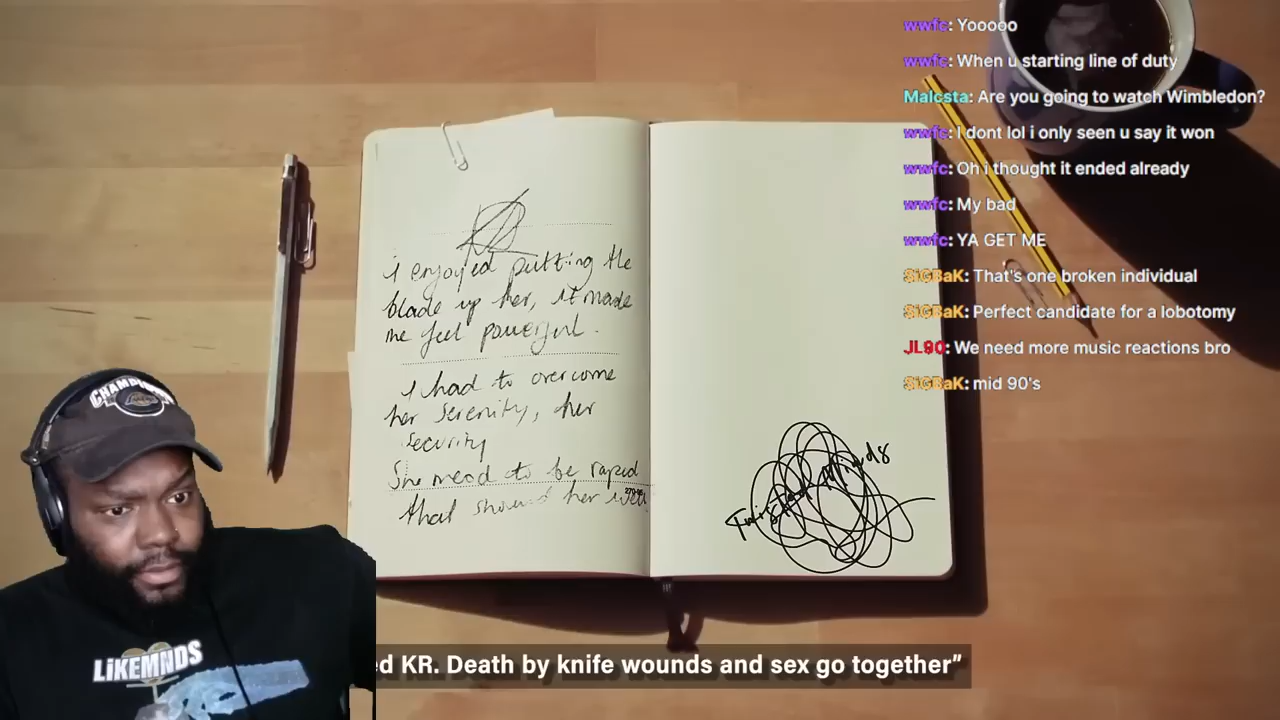 wwfc: Yooooo
wwfc: When u starting line of duty
Malcsta: Are you going to watch Wimbledon?
wwfc: I dont lol i only seen u say it won
wwfc: Oh i thought it ended already
wwfc: My bad
wwfc: YA GET ME
SiGBaK: That's one broken individual
SiGBaK: Perfect candidate for a lobotomy
JL90: We need more music reactions bro
SiGBaK: mid 90's
i enjoyed putting the
blade up her, it made
me feel powerful.
I had to overcome
her serenity, her
security
She need to be raped
that her
Twisted Minds
CHAMPIONS
LiKEMNDS
ed KR. Death by knife wounds and sex go together”